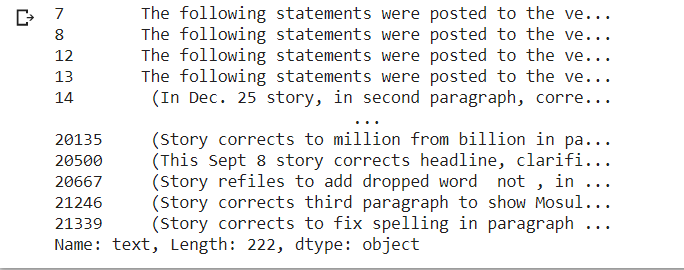 7 The following statements were posted to the ve...
8 The following statements were posted to the ve...
12 The following statements were posted to the ve...
13 The following statements were posted to the ve...
14 (In Dec. 25 story, in second paragraph, corre...
...
20135 (Story corrects to million from billion in pa...
20500 (This Sept 8 story corrects headline, clarifi...
20667 (Story refiles to add dropped word  not , in ...
21246 (Story corrects third paragraph to show Mosul...
21339 (Story corrects to fix spelling in paragraph ...
Name: text, Length: 222, dtype: object